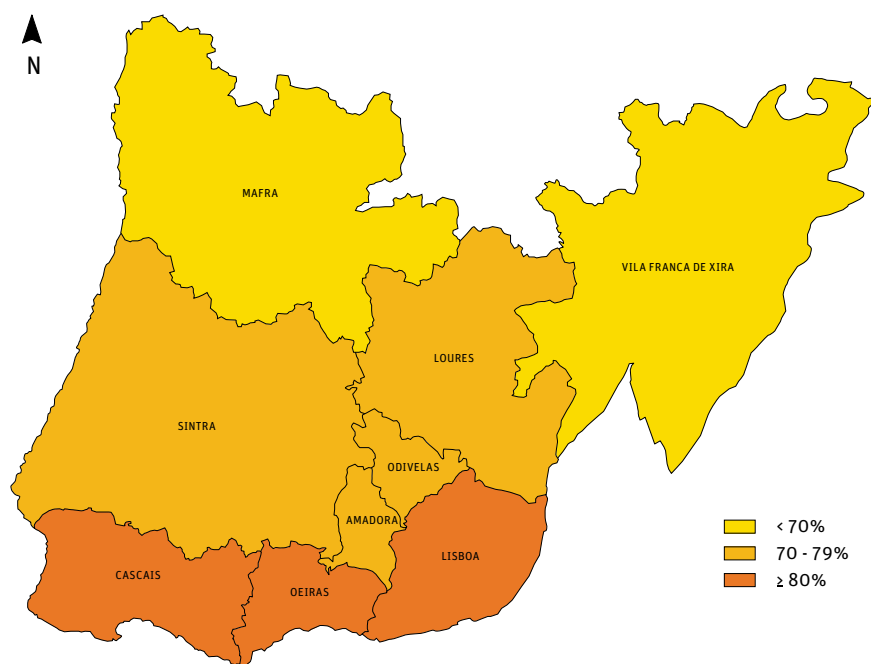 N
MAFRA
VILA FRANCA DE XIRA
LOURES
SINTRA
ODIVELAS
AMADORA
LISBOA
CASCAIS
OEIRAS
< 70%
70 - 79%
≥ 80%